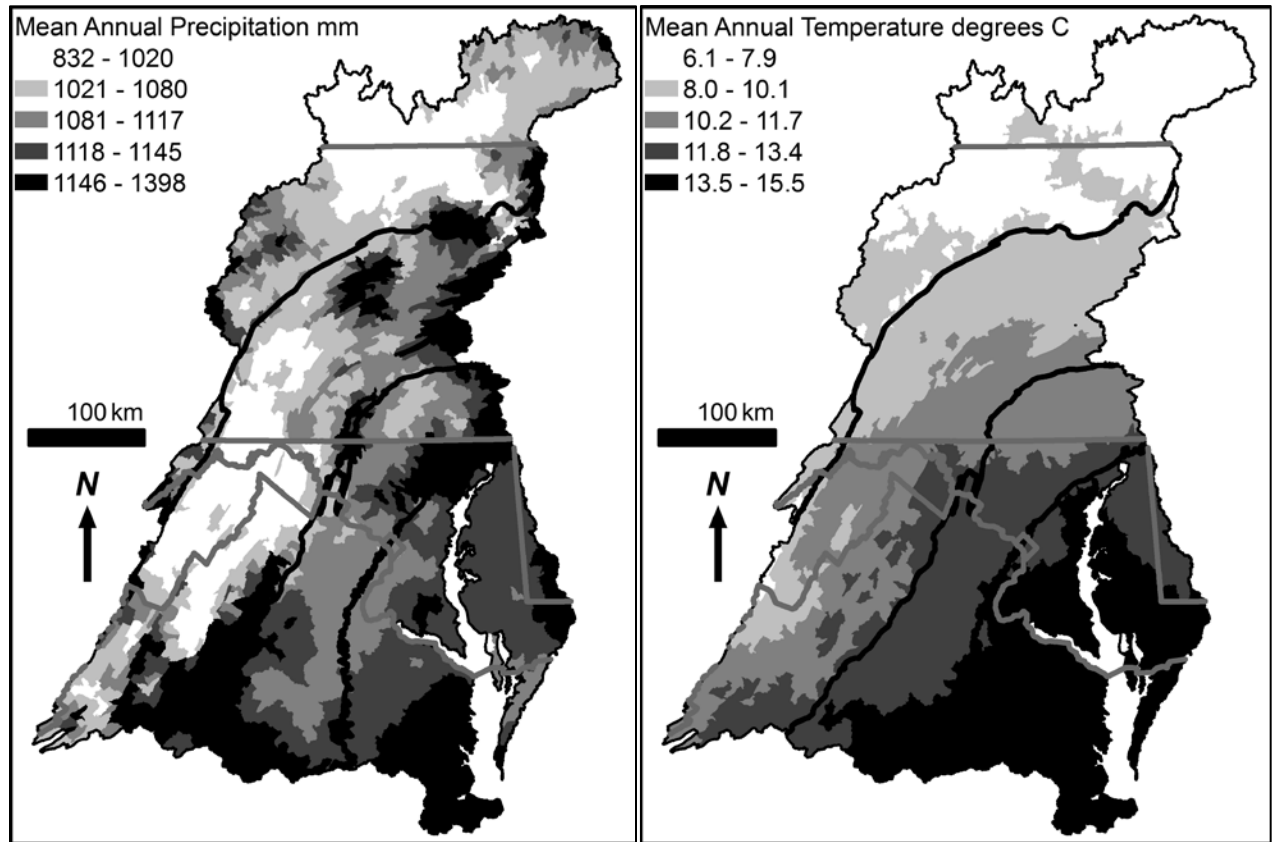 Mean Annual Precipitation mm
832 - 1020
1021 - 1080
1081 - 1117
1118 - 1145
1146 - 1398
100 km
N
Mean Annual Temperature degrees C
6.1 - 7.9
8.0 - 10.1
10.2 - 11.7
11.8 - 13.4
13.5 - 15.5
100 km
N